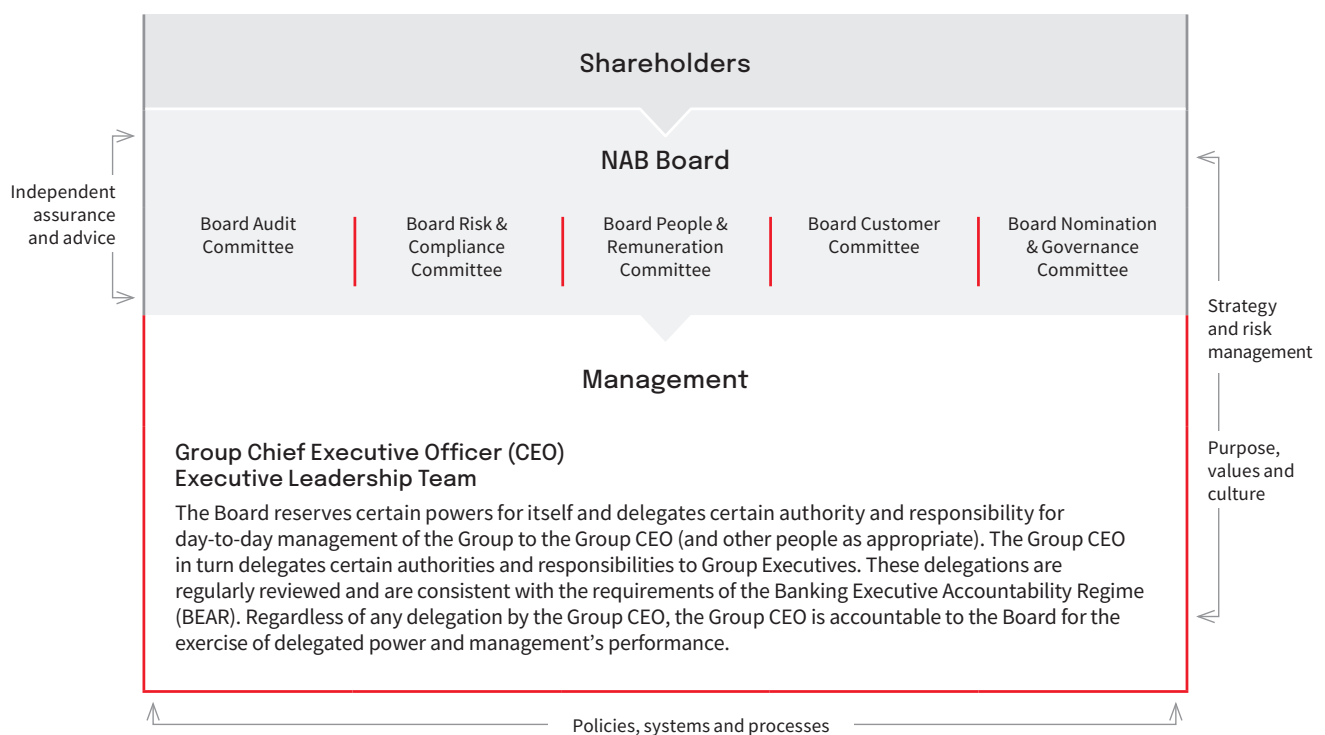 Shareholders
NAB Board
Independent
assurance
and advice
Board Audit
Committee
Board Risk &
Compliance
Committee
Board People &
Remuneration
Committee
Board Customer
Committee
Board Nomination
& Governance
Committee
Strategy
and risk
management
Management
Group Chief Executive Officer (CEO)
Executive Leadership Team
The Board reserves certain powers for itself and delegates certain authority and responsibility for
day-to-day management of the Group to the Group CEO (and other people as appropriate). The Group CEO
in turn delegates certain authorities and responsibilities to Group Executives. These delegations are
regularly reviewed and are consistent with the requirements of the Banking Executive Accountability Regime
(BEAR). Regardless of any delegation by the Group CEO, the Group CEO is accountable to the Board for the
exercise of delegated power and management’s performance.
Purpose,
values and
culture
Policies, systems and processes